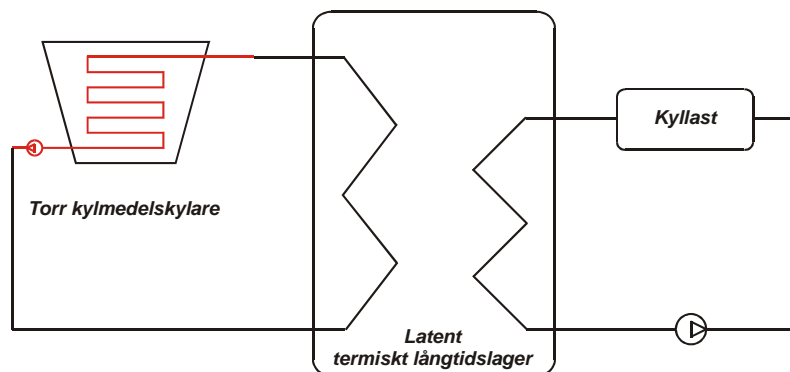 Kyllast
Torr kylmedelskylare
Latent
termiskt långtidslager